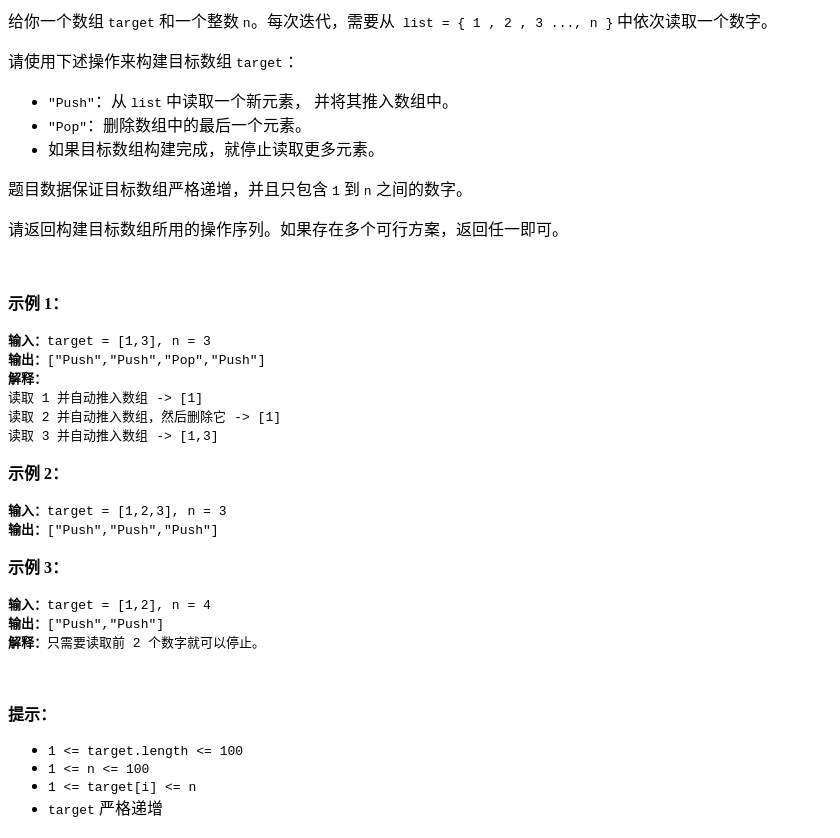 给你一个数组 target 和一个整数 n。每次迭代，需要从  list = { 1 , 2 , 3 ..., n } 中依次读取一个数字。
请使用下述操作来构建目标数组 target ：
"Push"：从 list 中读取一个新元素， 并将其推入数组中。
"Pop"：删除数组中的最后一个元素。
如果目标数组构建完成，就停止读取更多元素。
题目数据保证目标数组严格递增，并且只包含 1 到 n 之间的数字。
请返回构建目标数组所用的操作序列。如果存在多个可行方案，返回任一即可。
示例 1：
输入：target = [1,3], n = 3
输出：["Push","Push","Pop","Push"]
解释：
读取 1 并自动推入数组 -> [1]
读取 2 并自动推入数组，然后删除它 -> [1]
读取 3 并自动推入数组 -> [1,3]
示例 2：
输入：target = [1,2,3], n = 3
输出：["Push","Push","Push"]
示例 3：
输入：target = [1,2], n = 4
输出：["Push","Push"]
解释：只需要读取前 2 个数字就可以停止。
提示：
1 <= target.length <= 100
1 <= n <= 100
1 <= target[i] <= n
target 严格递增